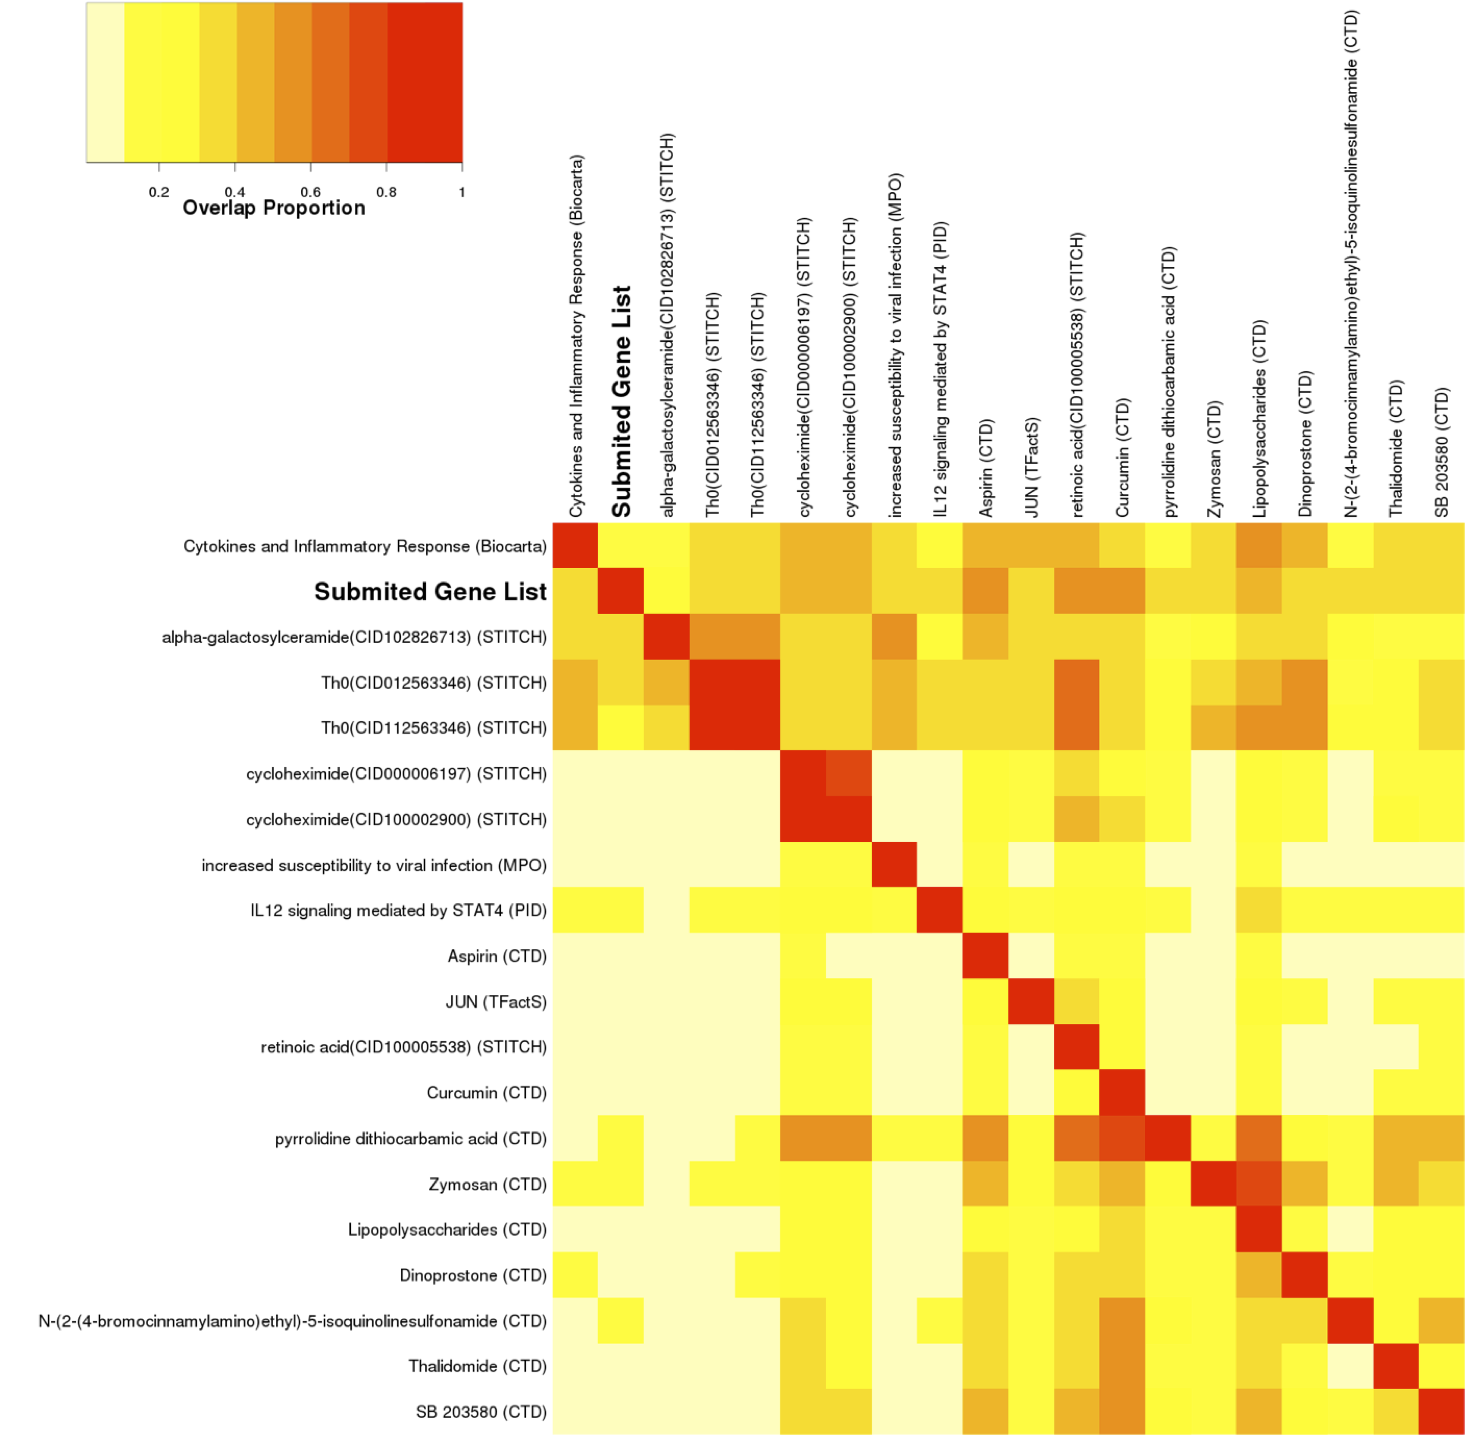 0.2 0.4 0.6 0.8 1
Overlap Proportion
Cytokines and Inflammatory Response (Biocarta)
Submited Gene List
alpha-galactosylceramide(CID102826713) (STITCH)
Th0(CID012563346) (STITCH)
Th0(CID112563346) (STITCH)
cycloheximide(CID000006197) (STITCH)
cycloheximide(CID100002900) (STITCH)
increased susceptibility to viral infection (MPO)
IL12 signaling mediated by STAT4 (PID)
Aspirin (CTD)
JUN (TFactS)
retinoic acid(CID100005538) (STITCH)
Curcumin (CTD)
pyrrolidine dithiocarbamic acid (CTD)
Zymosan (CTD)
Lipopolysaccharides (CTD)
Dinoprostone (CTD)
N-(2-(4-bromocinnamylamino)ethyl)-5-isoquinolinesulfonamide (CTD)
Thalidomide (CTD)
SB 203580 (CTD)
Cytokines and Inflammatory Response (Biocarta)
Submited Gene List
alpha-galactosylceramide(CID102826713) (STITCH)
Th0(CID012563346) (STITCH)
Th0(CID112563346) (STITCH)
cycloheximide(CID000006197) (STITCH)
cycloheximide(CID100002900) (STITCH)
increased susceptibility to viral infection (MPO)
IL12 signaling mediated by STAT4 (PID)
Aspirin (CTD)
JUN (TFactS)
retinoic acid(CID100005538) (STITCH)
Curcumin (CTD)
pyrrolidine dithiocarbamic acid (CTD)
Zymosan (CTD)
Lipopolysaccharides (CTD)
Dinoprostone (CTD)
N-(2-(4-bromocinnamylamino)ethyl)-5-isoquinolinesulfonamide (CTD)
Thalidomide (CTD)
SB 203580 (CTD)